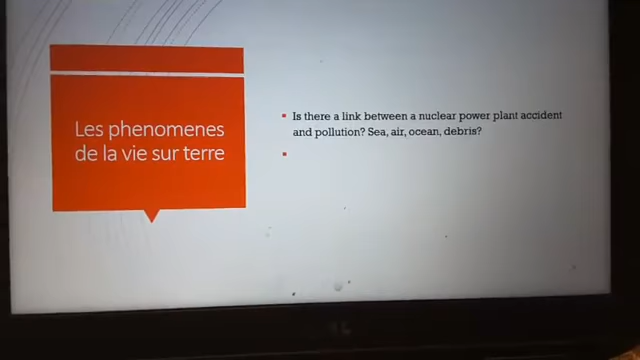 Les phenomenes
de la vie sur terre
Is there a link between a nuclear power plant accident
and pollution? Sea, air, ocean, debris?